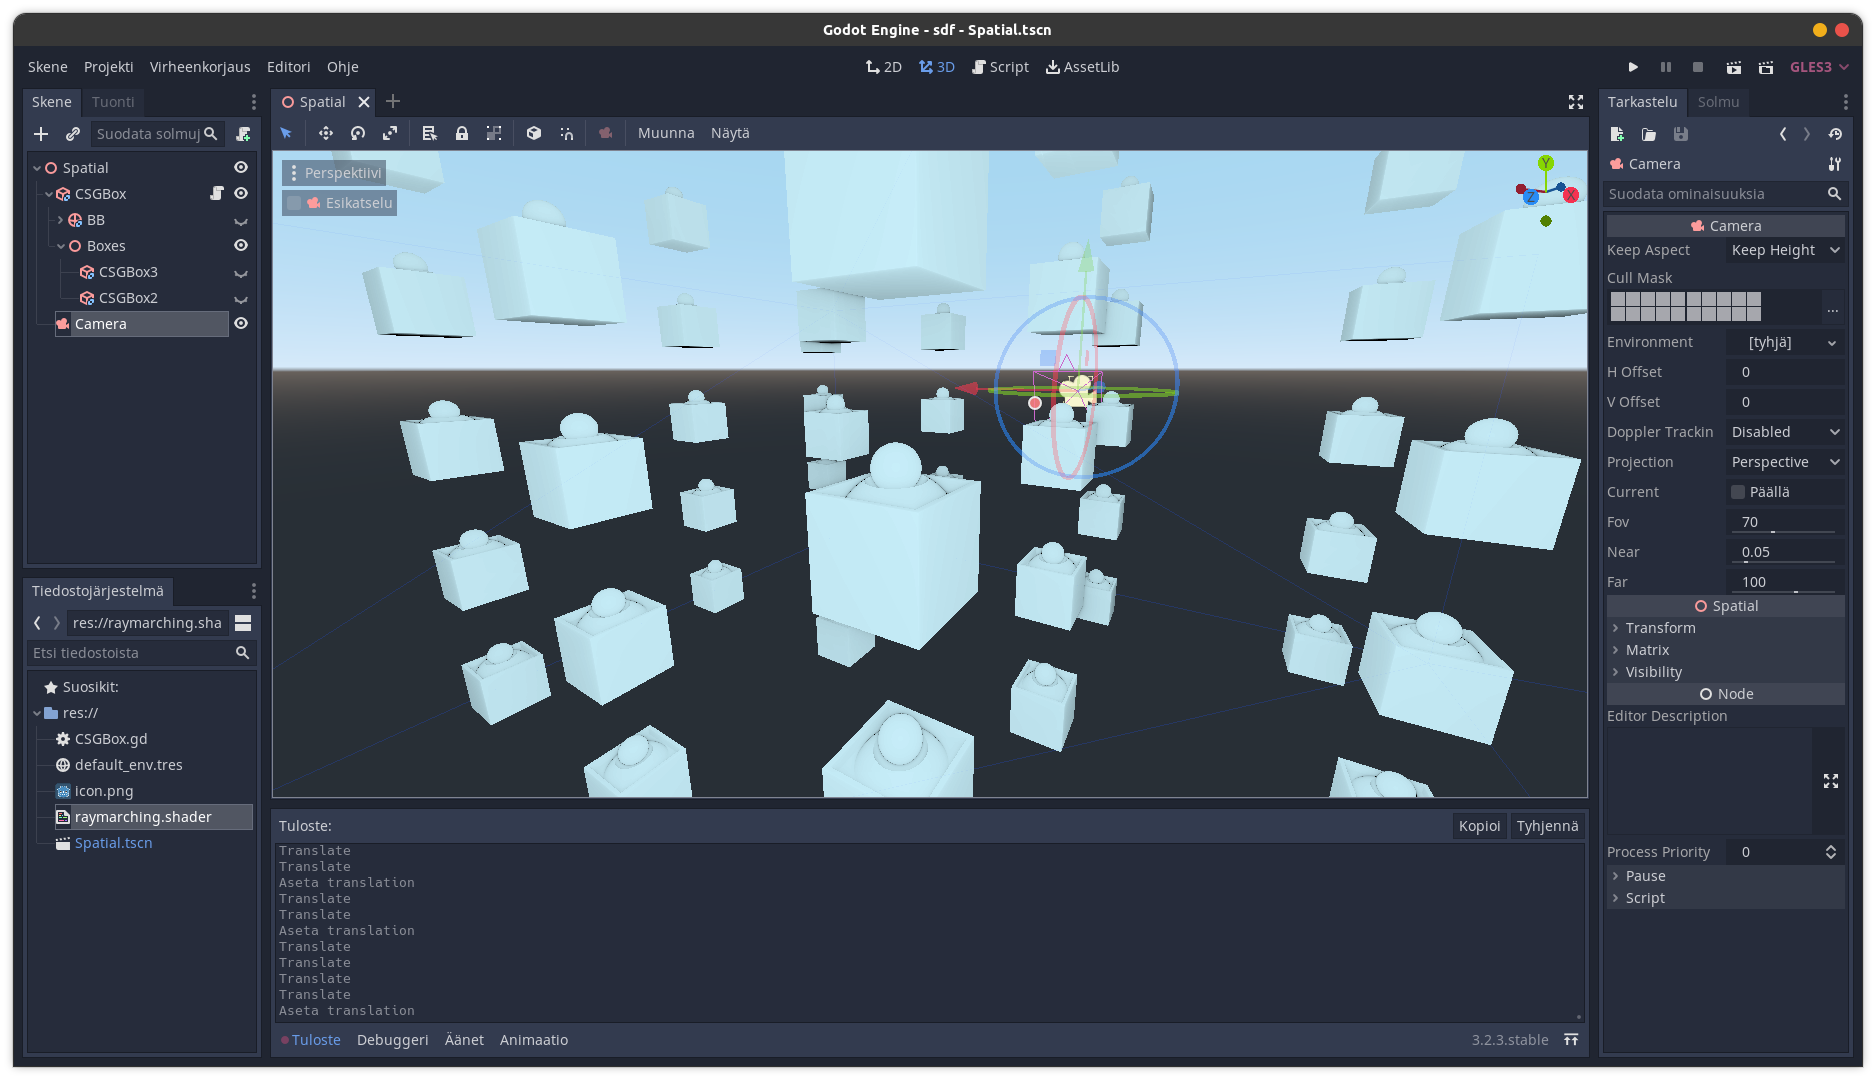 Godot Engine - sdf - Spatial.tscn
Skene Projekti Virheenkorjaus Editori Ohje
2D 3D Script AssetLib
GLES3
Skene Tuonti
Suodata solmuj
Spatial
CSGBox
BB
Boxes
CSGBox3
CSGBox2
Camera
Tiedostojärjestelmä
res://raymarching.sha
Etsi tiedostoista
Suosikit:
res://
CSGBox.gd
default_env.tres
icon.png
raymarching.shader
Spatial.tscn
Spatial
Muunna Näytä
Perspektiivi
Esikatselu
Y
Z
X
Tuloste:
Kopioi Tyhjennä
Translate
Translate
Aseta translation
Translate
Translate
Aseta translation
Translate
Translate
Translate
Translate
Aseta translation
Tuloste Debuggeri Äänet Animaatio
3.2.3.stable
Tarkastelu Solmu
Camera
Suodata ominaisuuksia
Camera
Keep Aspect Keep Height
Cull Mask
...
Environment [tyhjä]
H Offset 0
V Offset 0
Doppler Trackin Disabled
Projection Perspective
Current Päällä
Fov 70
Near 0.05
Far 100
Spatial
Transform
Matrix
Visibility
Node
Editor Description
Process Priority 0
Pause
Script